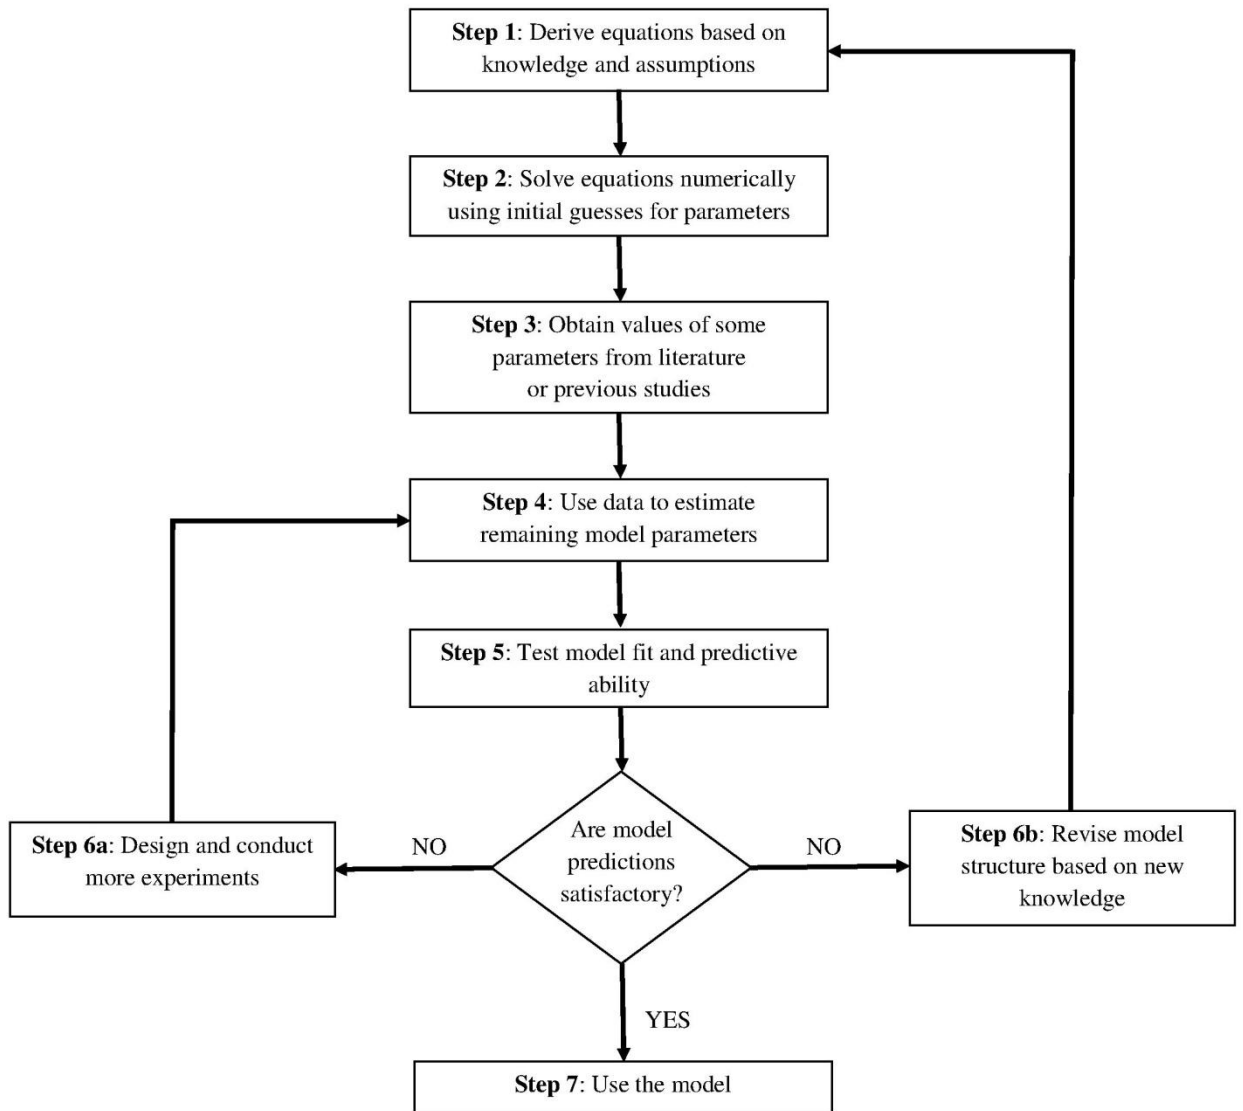 Step 1: Derive equations based on
knowledge and assumptions
Step 2: Solve equations numerically
using initial guesses for parameters
Step 3: Obtain values of some
parameters from literature
or previous studies
Step 4: Use data to estimate
remaining model parameters
Step 5: Test model fit and predictive
ability
Are model
predictions
satisfactory?
NO
Step 6a: Design and conduct
more experiments
NO
Step 6b: Revise model
structure based on new
knowledge
YES
Step 7: Use the model